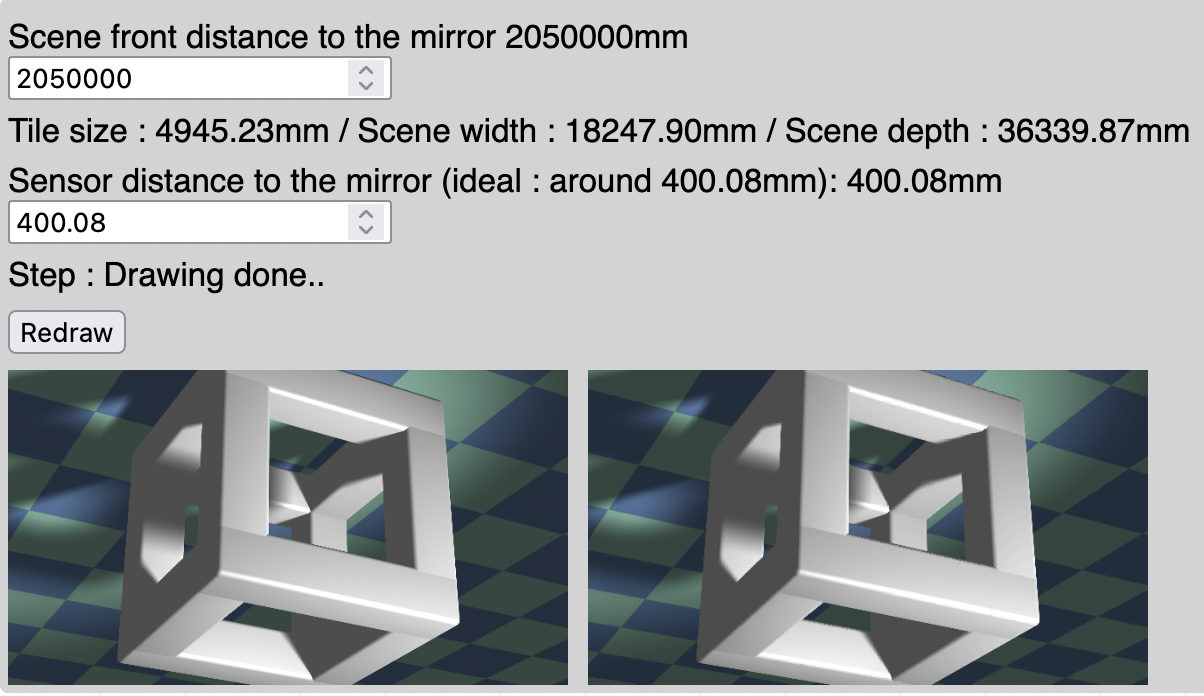 Scene front distance to the mirror 2050000mm
2050000
Tile size : 4945.23mm / Scene width : 18247.90mm / Scene depth : 36339.87mm
Sensor distance to the mirror (ideal : around 400.08mm): 400.08mm
400.08
Step : Drawing done..
Redraw